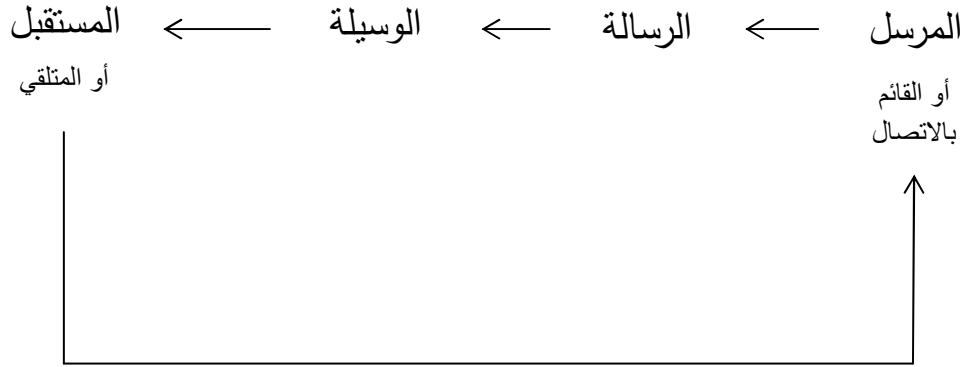 المرسل ← الرسالة ← الوسيلة ← المستقبل
أو القائم
بالاتصال
أو المتلقي